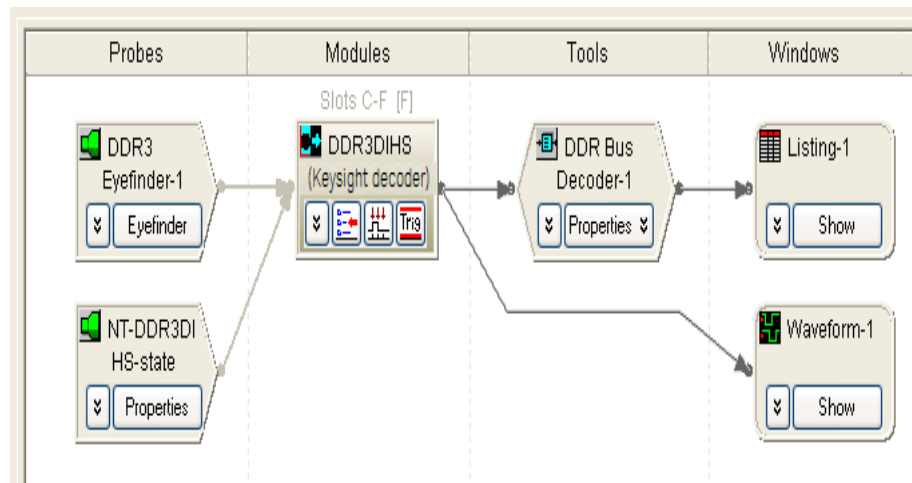 Probes
Modules
Tools
Windows
Slots C-F [F]
DDR3
Eyefinder-1
Eyefinder
DDR3DIHS
(Keysight decoder)
Trig
DDR Bus
Decoder-1
Properties
Listing-1
Show
NT-DDR3DI
HS-state
Properties
Waveform-1
Show